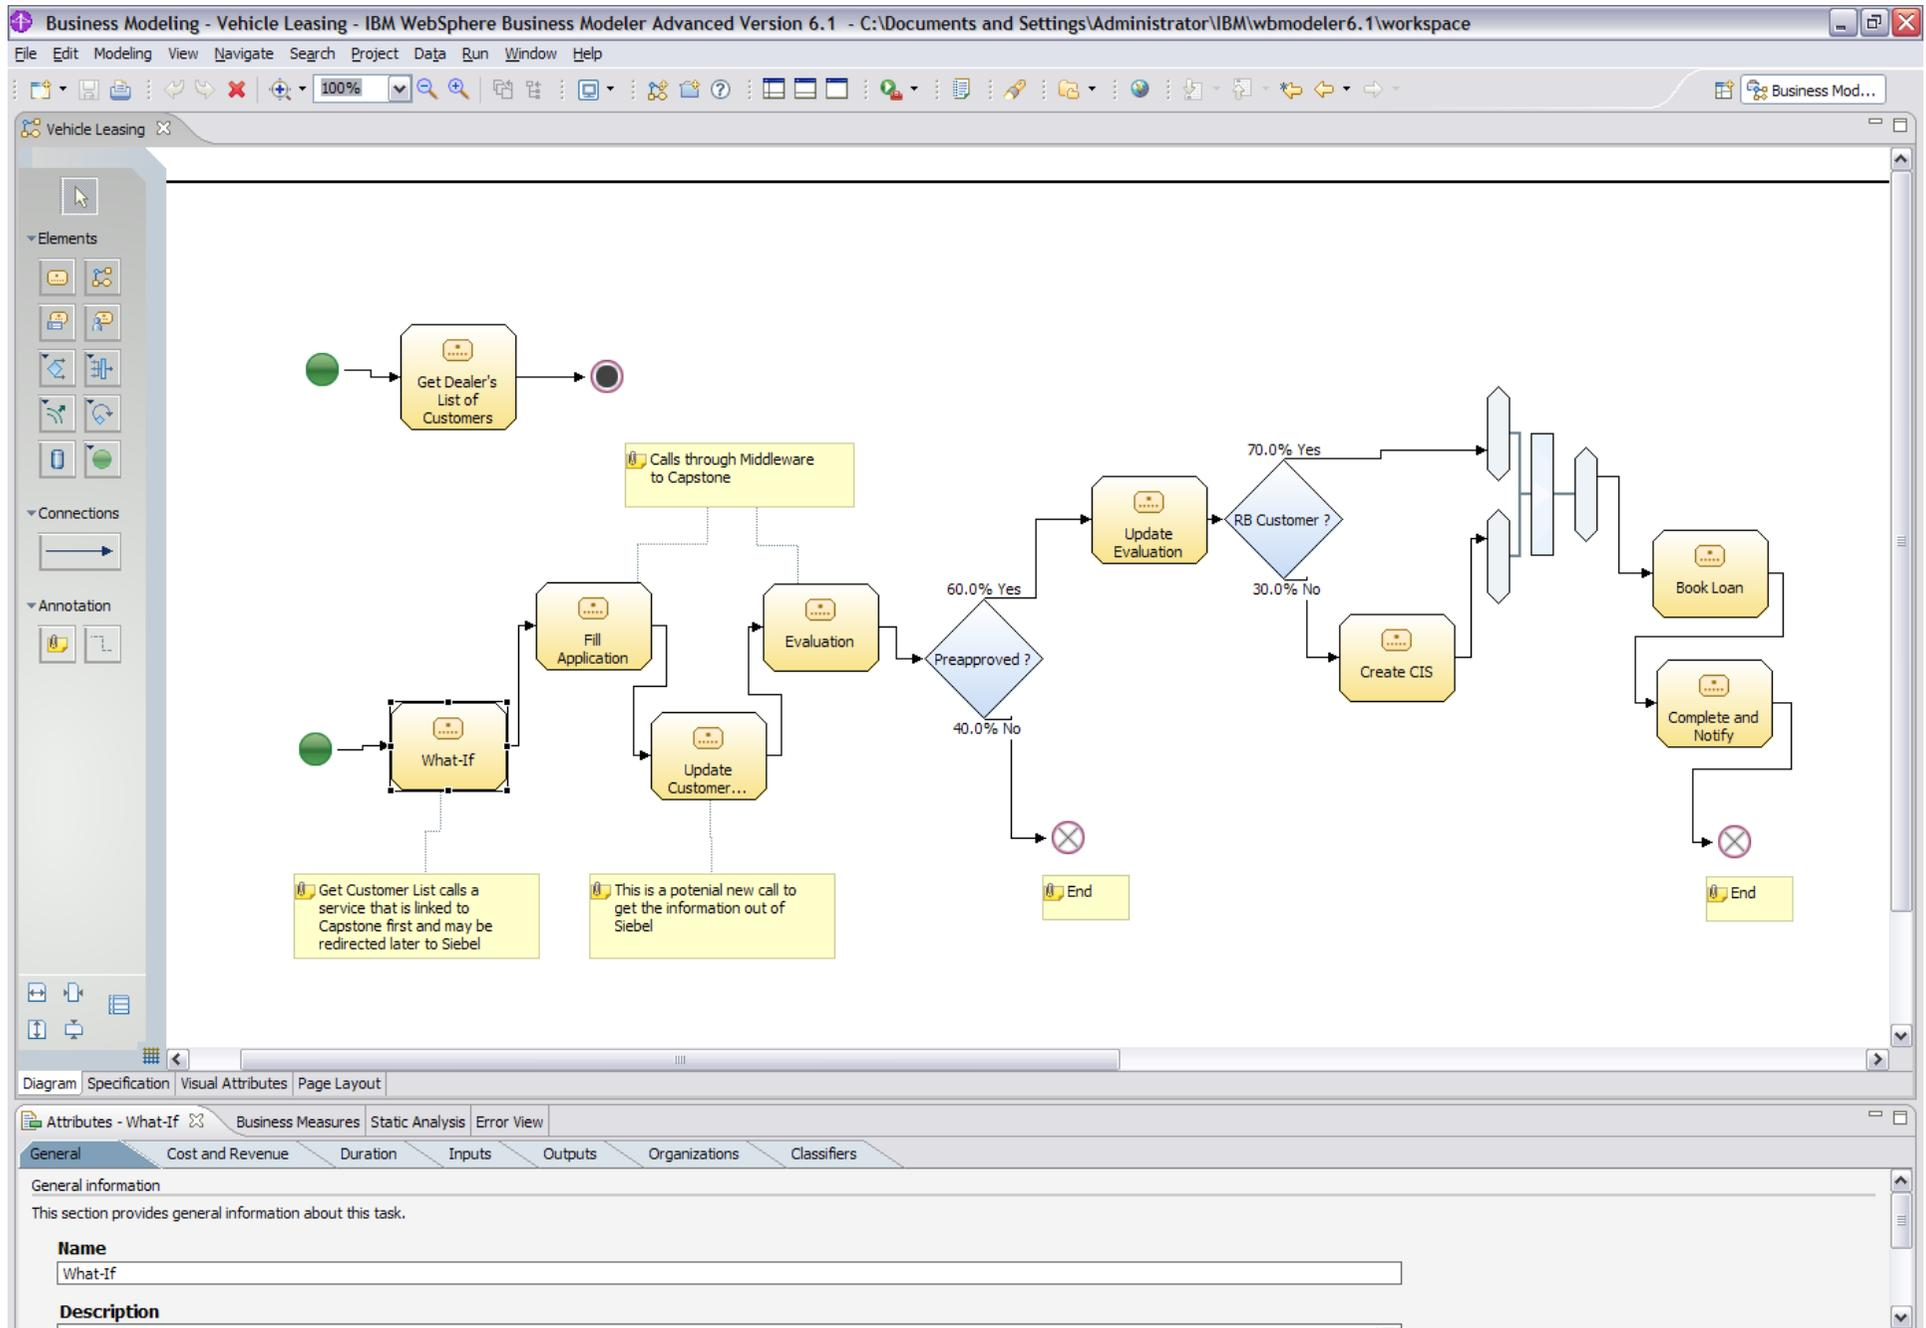 Business Modeling - Vehicle Leasing - IBM WebSphere Business Modeler Advanced Version 6.1 - C:\Documents and Settings\Administrator\IBM\wbmodeler6.1\workspace
File Edit Modeling View Navigate Search Project Data Run Window Help
100%
Business Mod...
Vehicle Leasing
Elements
Connections
Annotation
Get Dealer's
List of
Customers
Calls through Middleware
to Capstone
70.0% Yes
RB Customer ?
30.0% No
Update
Evaluation
Book Loan
60.0% Yes
Preapproved ?
40.0% No
Fill
Application
Evaluation
Create CIS
Complete and
Notify
What-If
Update
Customer...
Get Customer List calls a
service that is linked to
Capstone first and may be
redirected later to Siebel
This is a potenial new call to
get the information out of
Siebel
End
End
Diagram Specification Visual Attributes Page Layout
Attributes - What-If Business Measures Static Analysis Error View
General Cost and Revenue Duration Inputs Outputs Organizations Classifiers
General information
This section provides general information about this task.
Name
What-If
Description